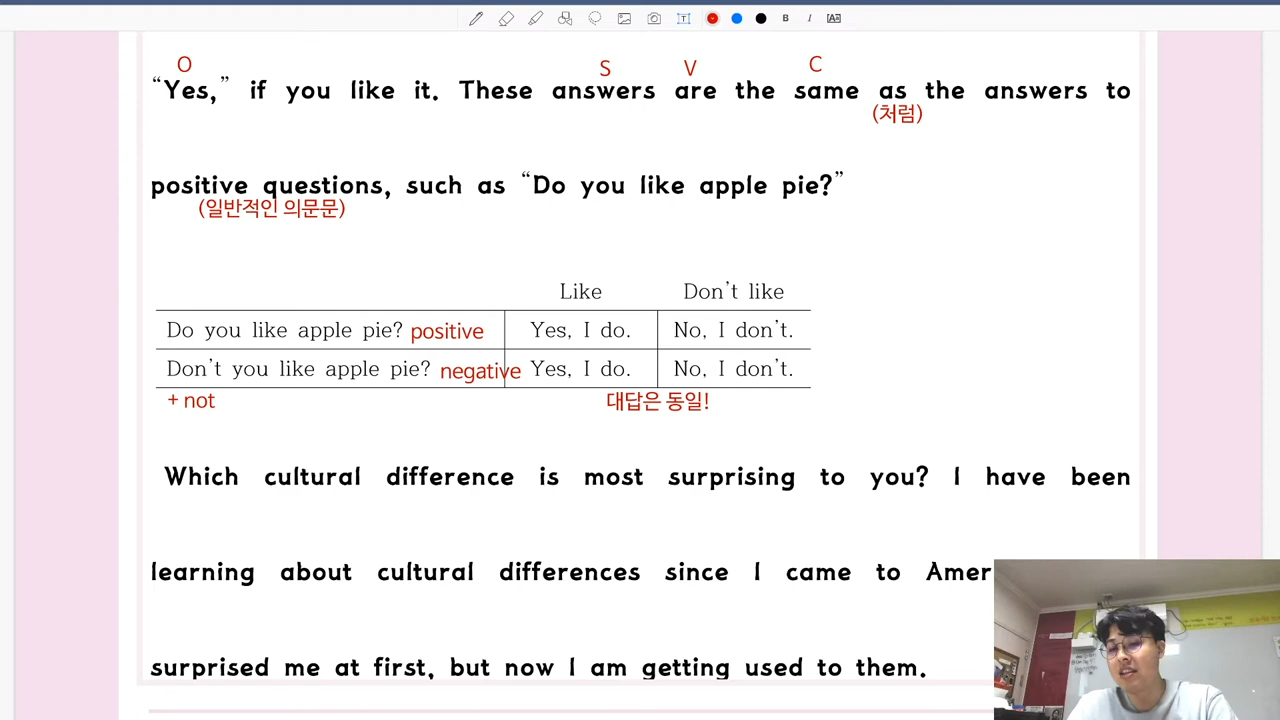 T B I A
O S V C
“Yes,” if you like it. These answers are the same as the answers to
(처럼)
positive questions, such as “Do you like apple pie?”
(일반적인 의문문)
Like Don't like
Do you like apple pie? positive Yes, I do. No, I don't.
Don't you like apple pie? negative Yes, I do. No, I don't.
+ not 대답은 동일!
Which cultural difference is most surprising to you? I have been
learning about cultural differences since I came to
surprised me at first, but now I am getting used to them.